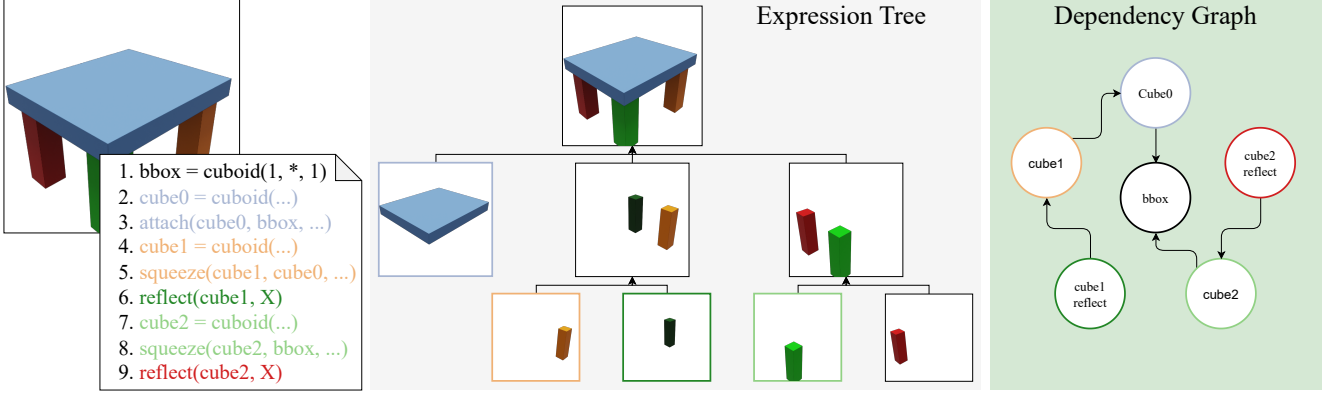 1. bbox = cuboid(1, *, 1)
2. cube0 = cuboid(...)
3. attach(cube0, bbox, ...)
4. cube1 = cuboid(...)
5. squeeze(cube1, cube0, ...)
6. reflect(cube1, X)
7. cube2 = cuboid(...)
8. squeeze(cube2, bbox, ...)
9. reflect(cube2, X)
Expression Tree
Dependency Graph
Cube0
cube1
cube2
reflect
bbox
cube1
reflect
cube2